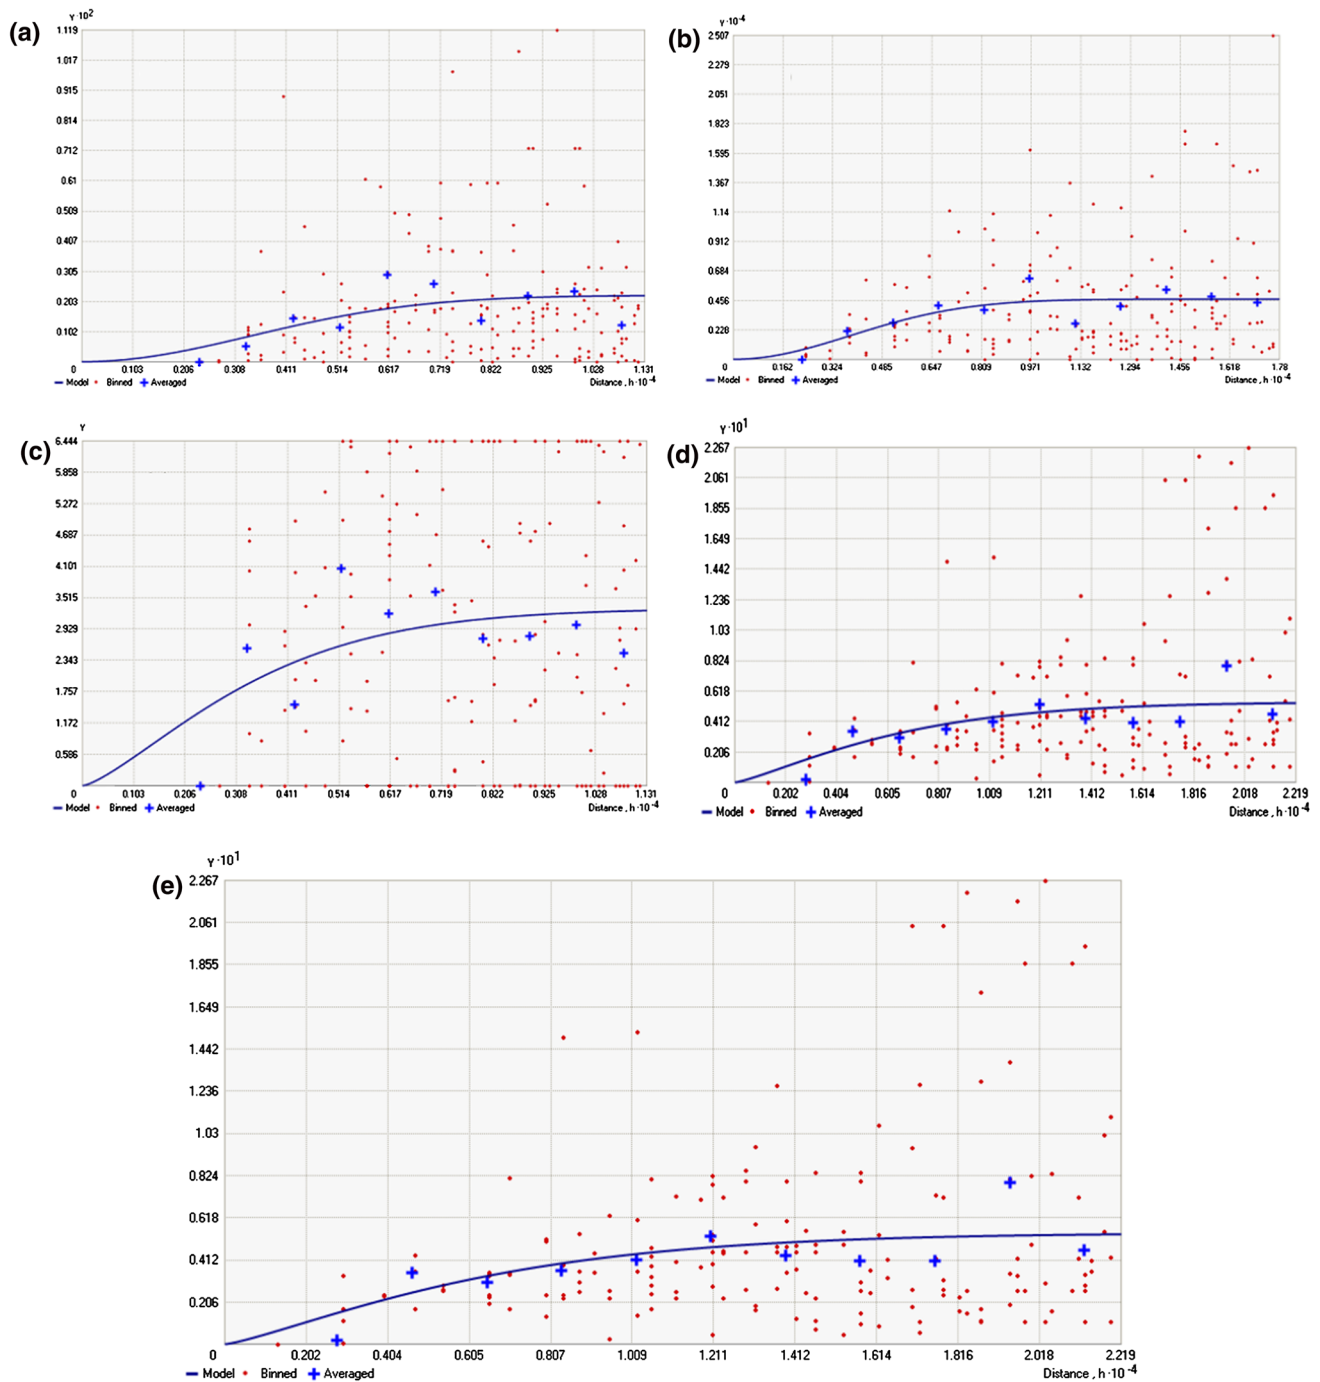 (a)
γ·10²
1.119
1.017
0.915
0.814
0.712
0.61
0.509
0.407
0.305
0.203
0.102
0 0.103 0.206 0.308 0.411 0.514 0.617 0.719 0.822 0.925 1.028 1.131
Model Binned Averaged Distance, h·10⁻⁴
(b)
γ·10⁻⁴
2.507
2.279
2.051
1.823
1.595
1.367
1.14
0.912
0.684
0.456
0.228
0 0.162 0.324 0.485 0.647 0.809 0.971 1.132 1.294 1.456 1.618 1.78
Model Binned Averaged Distance, h·10⁻⁴
(c)
γ
6.444
5.858
5.272
4.687
4.101
3.515
2.929
2.343
1.757
1.172
0.586
0 0.103 0.206 0.308 0.411 0.514 0.617 0.719 0.822 0.925 1.028 1.131
Model Binned Averaged Distance, h·10⁻⁴
(d)
γ·10¹
2.267
2.061
1.855
1.649
1.442
1.236
1.03
0.824
0.618
0.412
0.206
0 0.202 0.404 0.605 0.807 1.009 1.211 1.412 1.614 1.816 2.018 2.219
Model Binned Averaged Distance, h·10⁻⁴
(e)
γ·10¹
2.267
2.061
1.855
1.649
1.442
1.236
1.03
0.824
0.618
0.412
0.206
0 0.202 0.404 0.605 0.807 1.009 1.211 1.412 1.614 1.816 2.018 2.219
Model Binned Averaged Distance, h·10⁻⁴